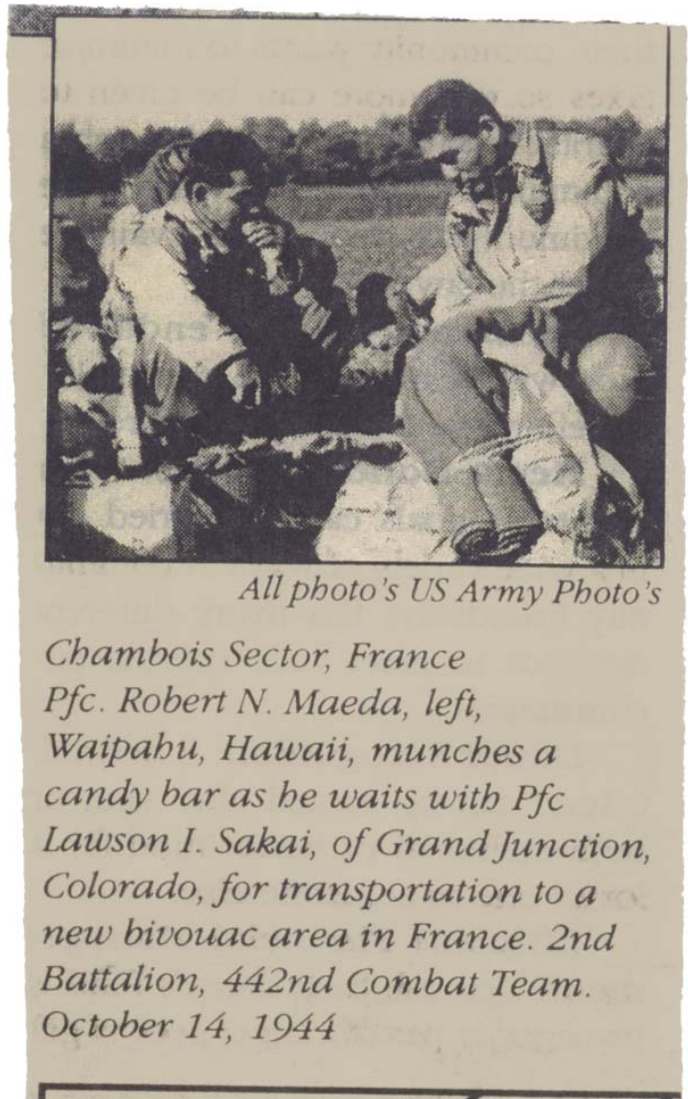 All photo's US Army Photo's
Chambois Sector, France
Pfc. Robert N. Maeda, left,
Waipahu, Hawaii, munches a
candy bar as he waits with Pfc
Lawson I. Sakai, of Grand Junction,
Colorado, for transportation to a
new bivouac area in France. 2nd
Battalion, 442nd Combat Team.
October 14, 1944